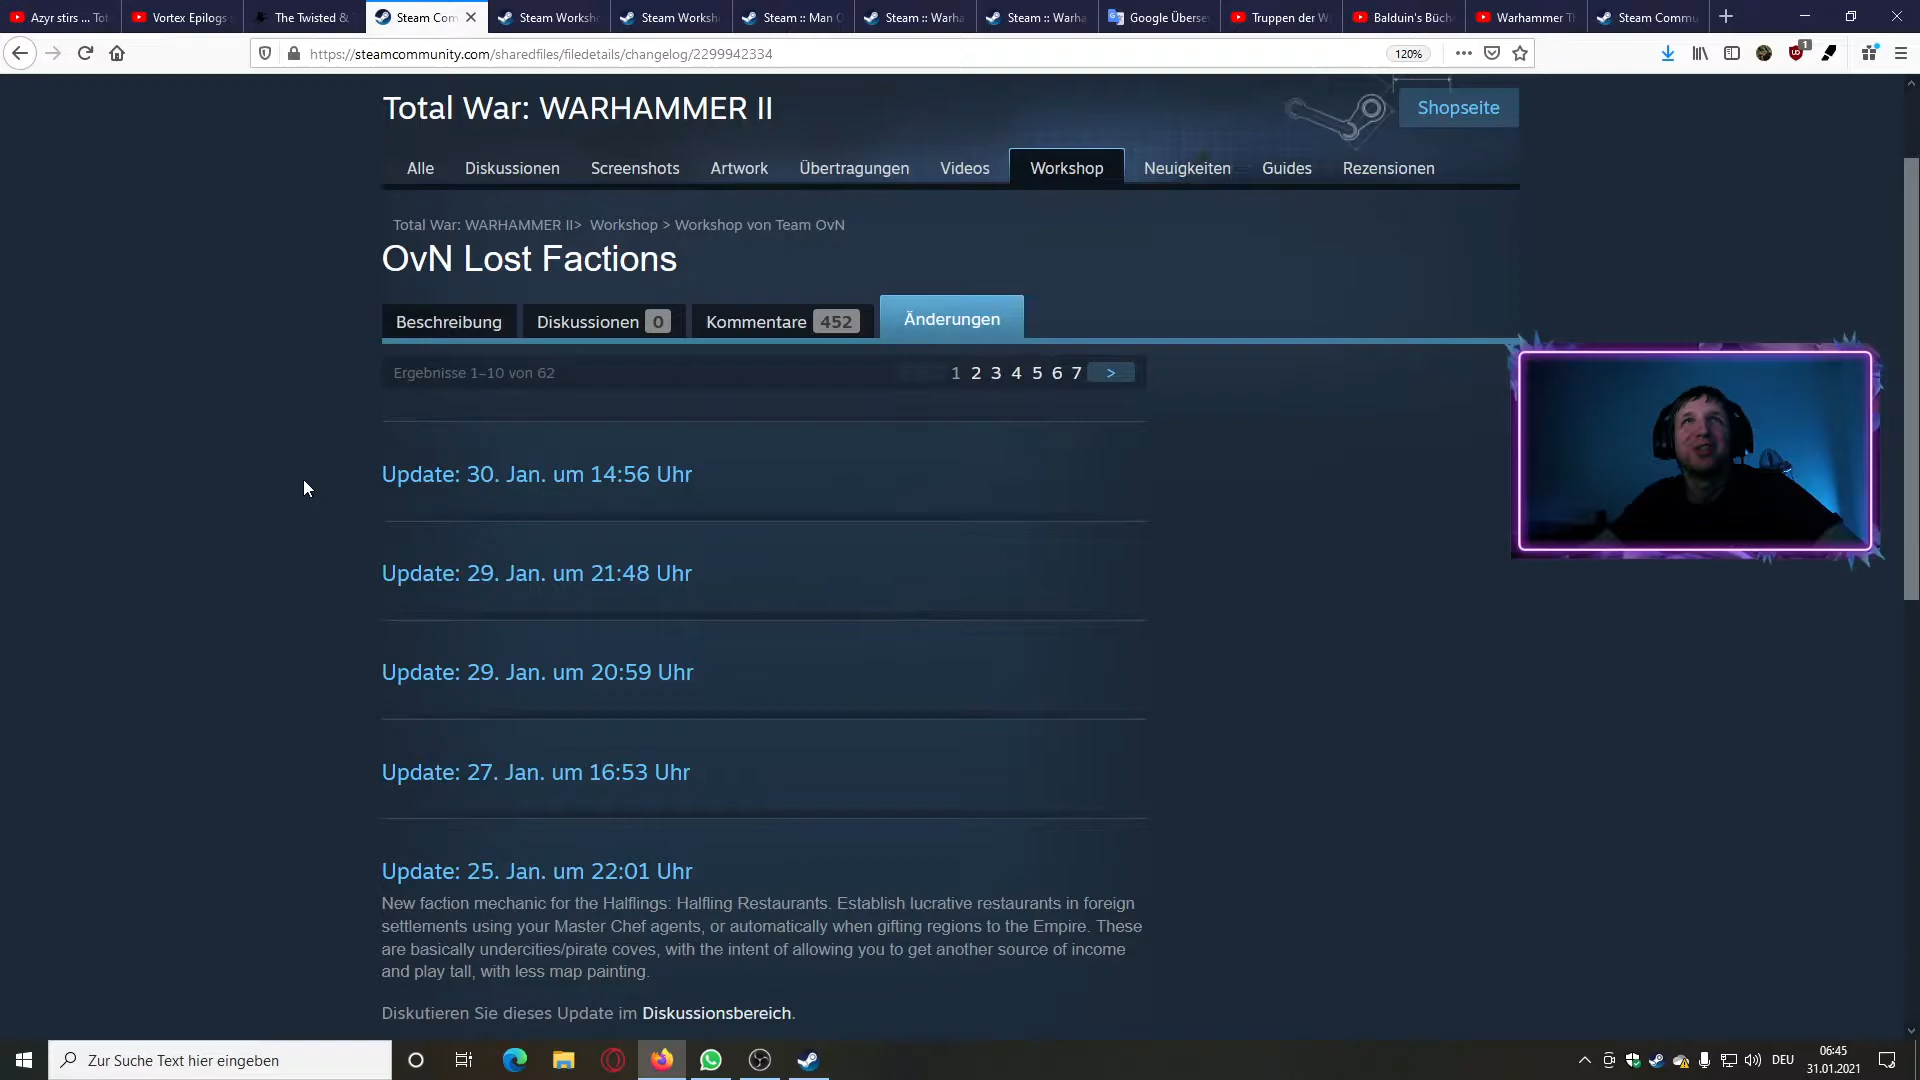 Azyr stirs ... Tot
Vortex Epilogs
The Twisted &
Steam Com
Steam Worksh
Steam Worksh
Steam :: Man O
Steam :: Warha
Steam :: Warha
Google Überse
Truppen der W
Balduin's Büch
Warhammer Th
Steam Commu
https://steamcommunity.com/sharedfiles/filedetails/changelog/2299942334
120%
1
Total War: WARHAMMER II
Shopseite
Alle
Diskussionen
Screenshots
Artwork
Übertragungen
Videos
Workshop
Neuigkeiten
Guides
Rezensionen
Total War: WARHAMMER II> Workshop > Workshop von Team OvN
OvN Lost Factions
Beschreibung
Diskussionen 0
Kommentare 452
Änderungen
Ergebnisse 1–10 von 62
1 2 3 4 5 6 7 >
Update: 30. Jan. um 14:56 Uhr
Update: 29. Jan. um 21:48 Uhr
Update: 29. Jan. um 20:59 Uhr
Update: 27. Jan. um 16:53 Uhr
Update: 25. Jan. um 22:01 Uhr
New faction mechanic for the Halflings: Halfling Restaurants. Establish lucrative restaurants in foreign
settlements using your Master Chef agents, or automatically when gifting regions to the Empire. These
are basically undercities/pirate coves, with the intent of allowing you to get another source of income
and play tall, with less map painting.
Diskutieren Sie dieses Update im Diskussionsbereich.
Zur Suche Text hier eingeben
DEU
06:45
31.01.2021